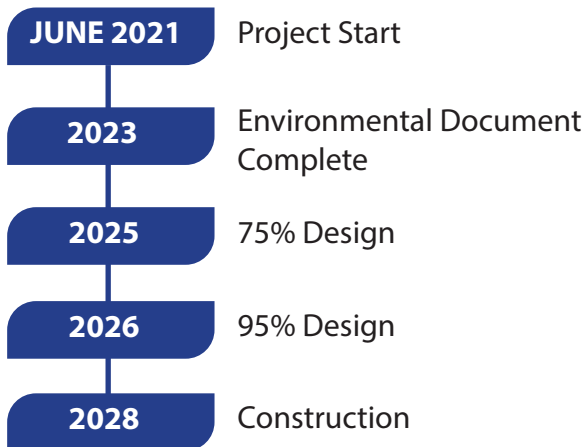 JUNE 2021 Project Start
2023 Environmental Document
Complete
2025 75% Design
2026 95% Design
2028 Construction